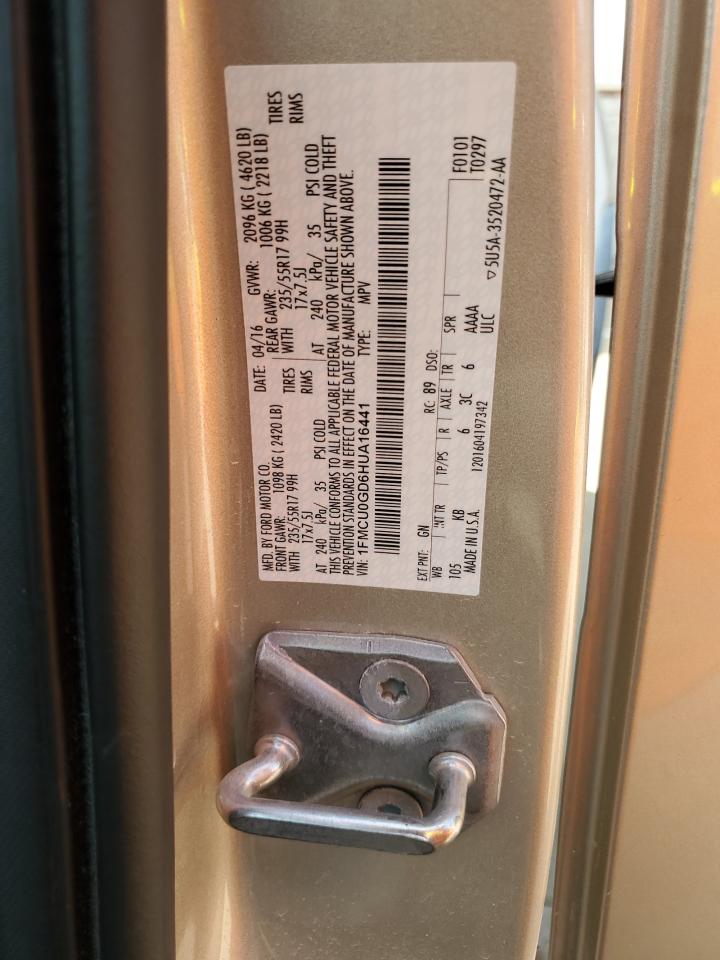 MFD. BY FORD MOTOR CO. DATE: 04/16 GVWR: 2096 KG ( 4620 LB)
FRONT GAWR: 1098 KG ( 2420 LB) REAR GAWR: 1006 KG ( 2218 LB)
WITH 235/55R17 99H TIRES WITH 235/55R17 99H TIRES
17x7.5J RIMS 17x7.5J RIMS
AT 240 kPa/ 35 PSI COLD AT 240 kPa/ 35 PSI COLD
THIS VEHICLE CONFORMS TO ALL APPLICABLE FEDERAL MOTOR VEHICLE SAFETY AND THEFT
PREVENTION STANDARDS IN EFFECT ON THE DATE OF MANUFACTURE SHOWN ABOVE.
VIN: 1FMCU0GD6HUA16441 TYPE: MPV
EXT PNT: GN RC: 89 DSO: F0101
WB INT TR TP/PS R AXLE TR SPR T0297
105 KB 6 3C 6 AAAA
MADE IN U.S.A. 1201604197342 ULC ▽5U5A-3520472-AA